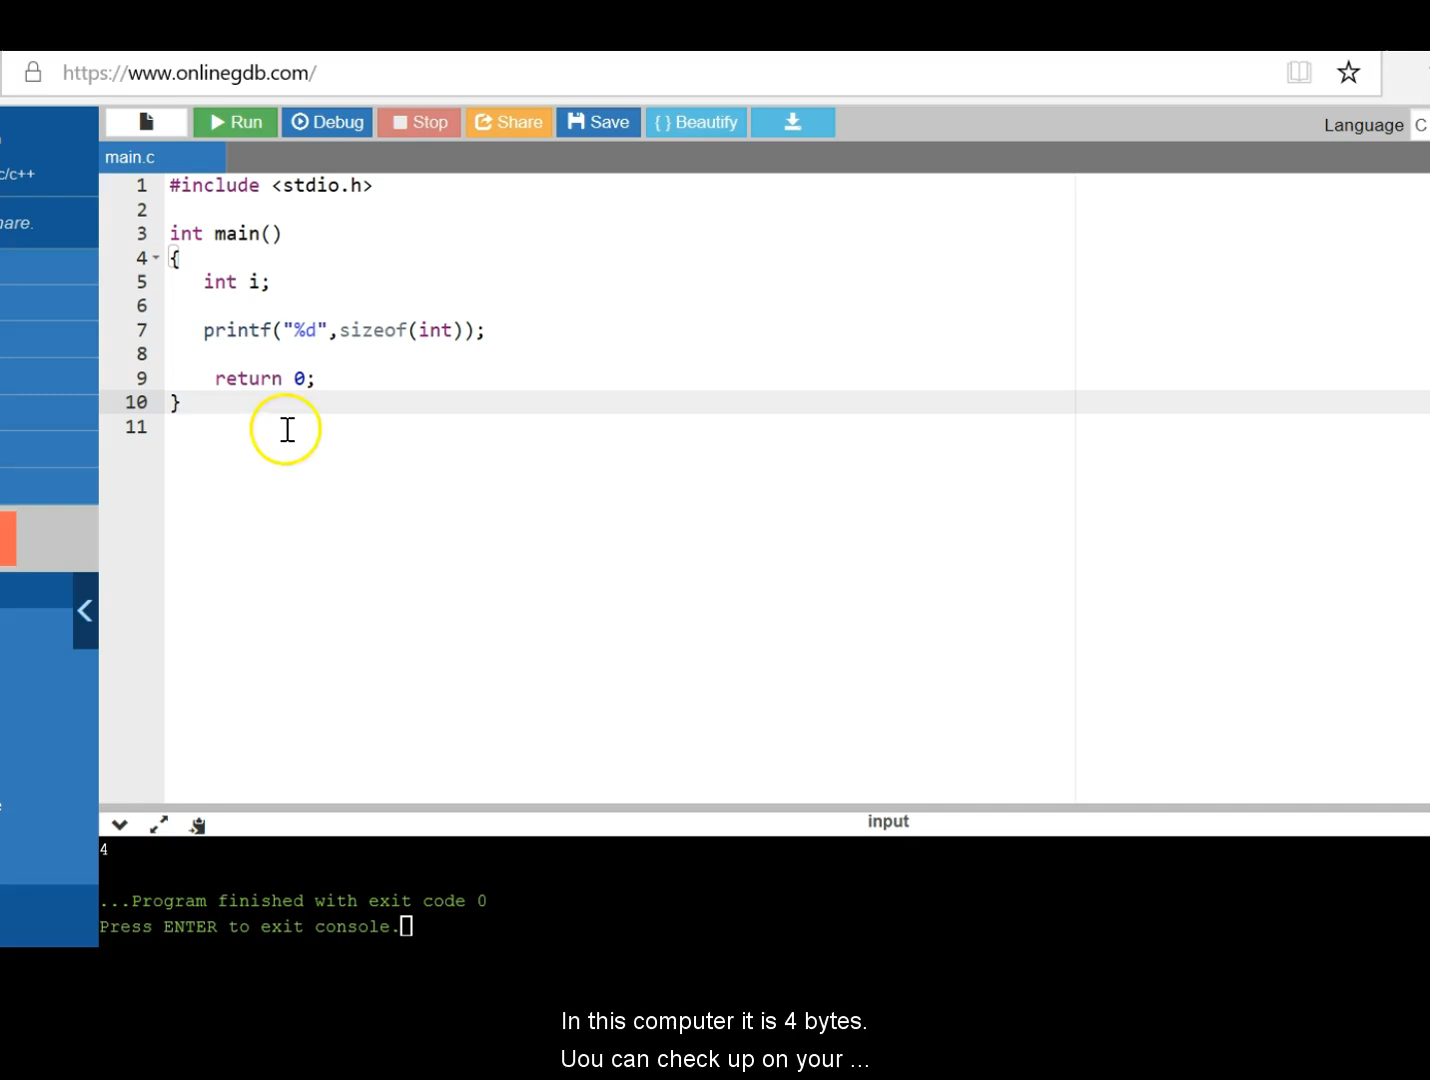 https://www.onlinegdb.com/
Run Debug Stop Share Save { } Beautify
Language C
main.c
c/c++
hare.
1 #include <stdio.h>
2
3 int main()
4 {
5 int i;
6
7 printf("%d",sizeof(int));
8
9 return 0;
10 }
11
input
4
...Program finished with exit code 0
Press ENTER to exit console.
In this computer it is 4 bytes.
Uou can check up on your ...